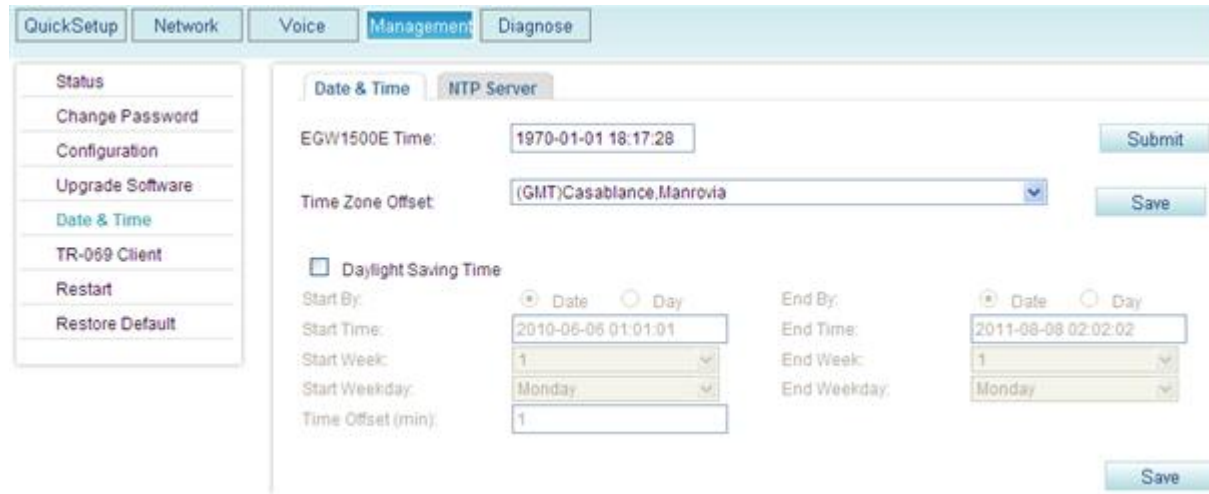 QuickSetup Network Voice Management Diagnose
Status
Change Password
Configuration
Upgrade Software
Date & Time
TR-069 Client
Restart
Restore Default
Date & Time NTP Server
EGW1500E Time: 1970-01-01 18:17:28 Submit
Time Zone Offset: (GMT)Casablance,Manrovia Save
Daylight Saving Time
Start By: Date Day End By: Date Day
Start Time: 2010-06-06 01:01:01 End Time: 2011-08-08 02:02:02
Start Week: 1 End Week: 1
Start Weekday: Monday End Weekday: Monday
Time Offset (min): 1
Save